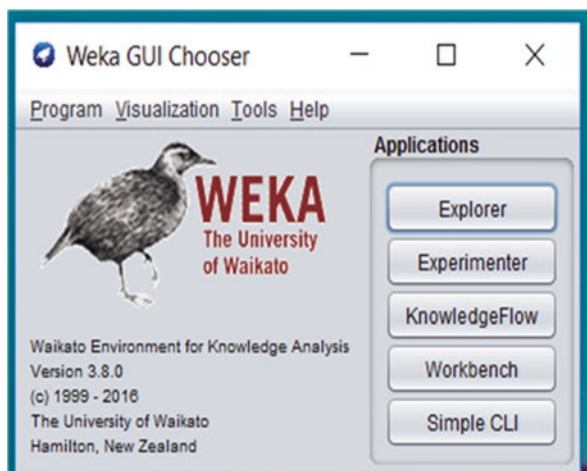 Weka GUI Chooser
Program Visualization Tools Help
WEKA
The University
of Waikato
Waikato Environment for Knowledge Analysis
Version 3.8.0
(c) 1999 - 2016
The University of Waikato
Hamilton, New Zealand
Applications
Explorer
Experimenter
KnowledgeFlow
Workbench
Simple CLI